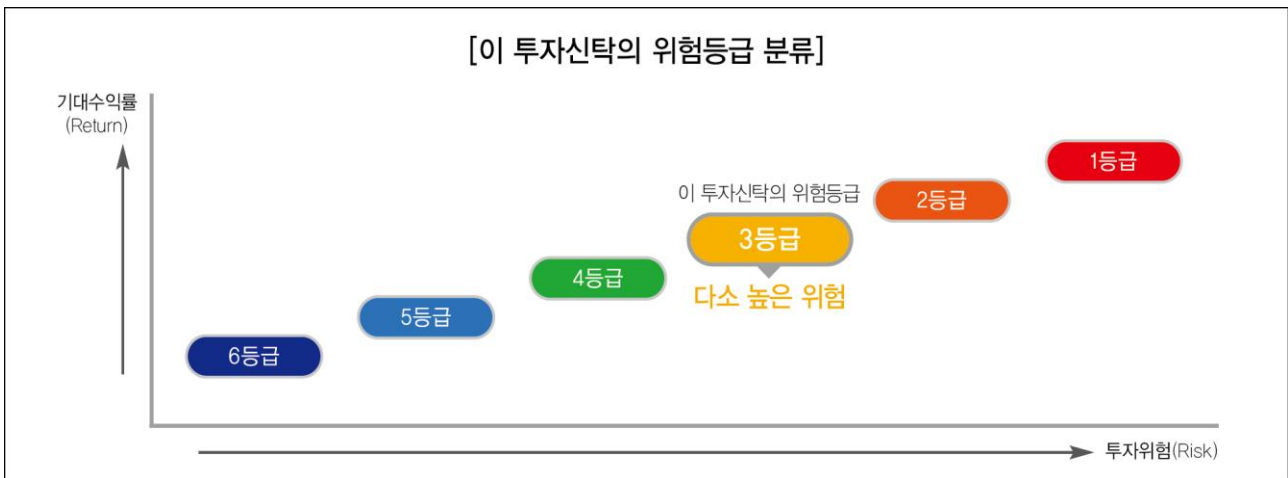 [이 투자신탁의 위험등급 분류]
기대수익률
(Return)
1등급
이 투자신탁의 위험등급
2등급
3등급
4등급
다소 높은 위험
5등급
6등급
투자위험(Risk)